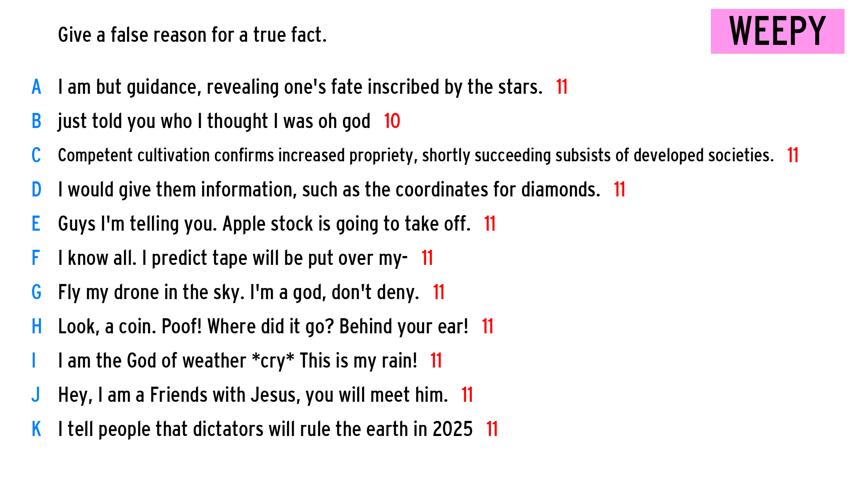 Give a false reason for a true fact.
WEEPY
A I am but guidance, revealing one's fate inscribed by the stars. 11
B just told you who I thought I was oh god 10
C Competent cultivation confirms increased propriety, shortly succeeding subsists of developed societies. 11
D I would give them information, such as the coordinates for diamonds. 11
E Guys I'm telling you. Apple stock is going to take off. 11
F I know all. I predict tape will be put over my- 11
G Fly my drone in the sky. I'm a god, don't deny. 11
H Look, a coin. Poof! Where did it go? Behind your ear! 11
I I am the God of weather *cry* This is my rain! 11
J Hey, I am a Friends with Jesus, you will meet him. 11
K I tell people that dictators will rule the earth in 2025 11